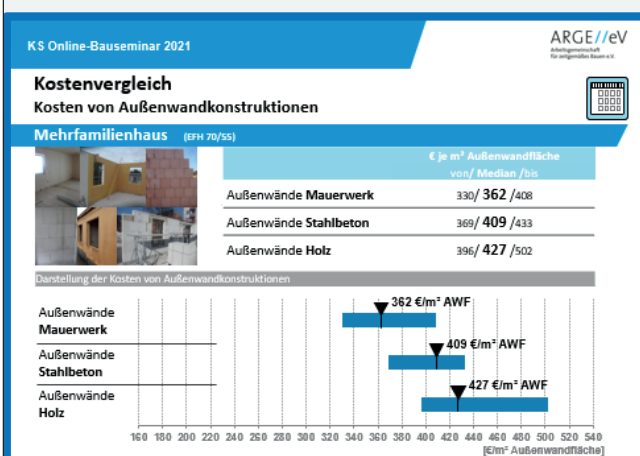 KS Online-Bauseminar 2021
ARGE//eV
Arbeitsgemeinschaft
für zeitgemäßes Bauen e.V.
Kostenvergleich
Kosten von Außenwandkonstruktionen
Mehrfamilienhaus (EFH 70/55)
€ je m² Außenwandfläche
von/ Median /bis
Außenwände Mauerwerk 330/ 362 /408
Außenwände Stahlbeton 369/ 409 /433
Außenwände Holz 396/ 427 /502
Darstellung der Kosten von Außenwandkonstruktionen
362 €/m² AWF
Außenwände
Mauerwerk
409 €/m² AWF
Außenwände
Stahlbeton
427 €/m² AWF
Außenwände
Holz
160 180 200 220 240 260 280 300 320 340 360 380 400 420 440 460 480 500 520 540
[€/m² Außenwandfläche]